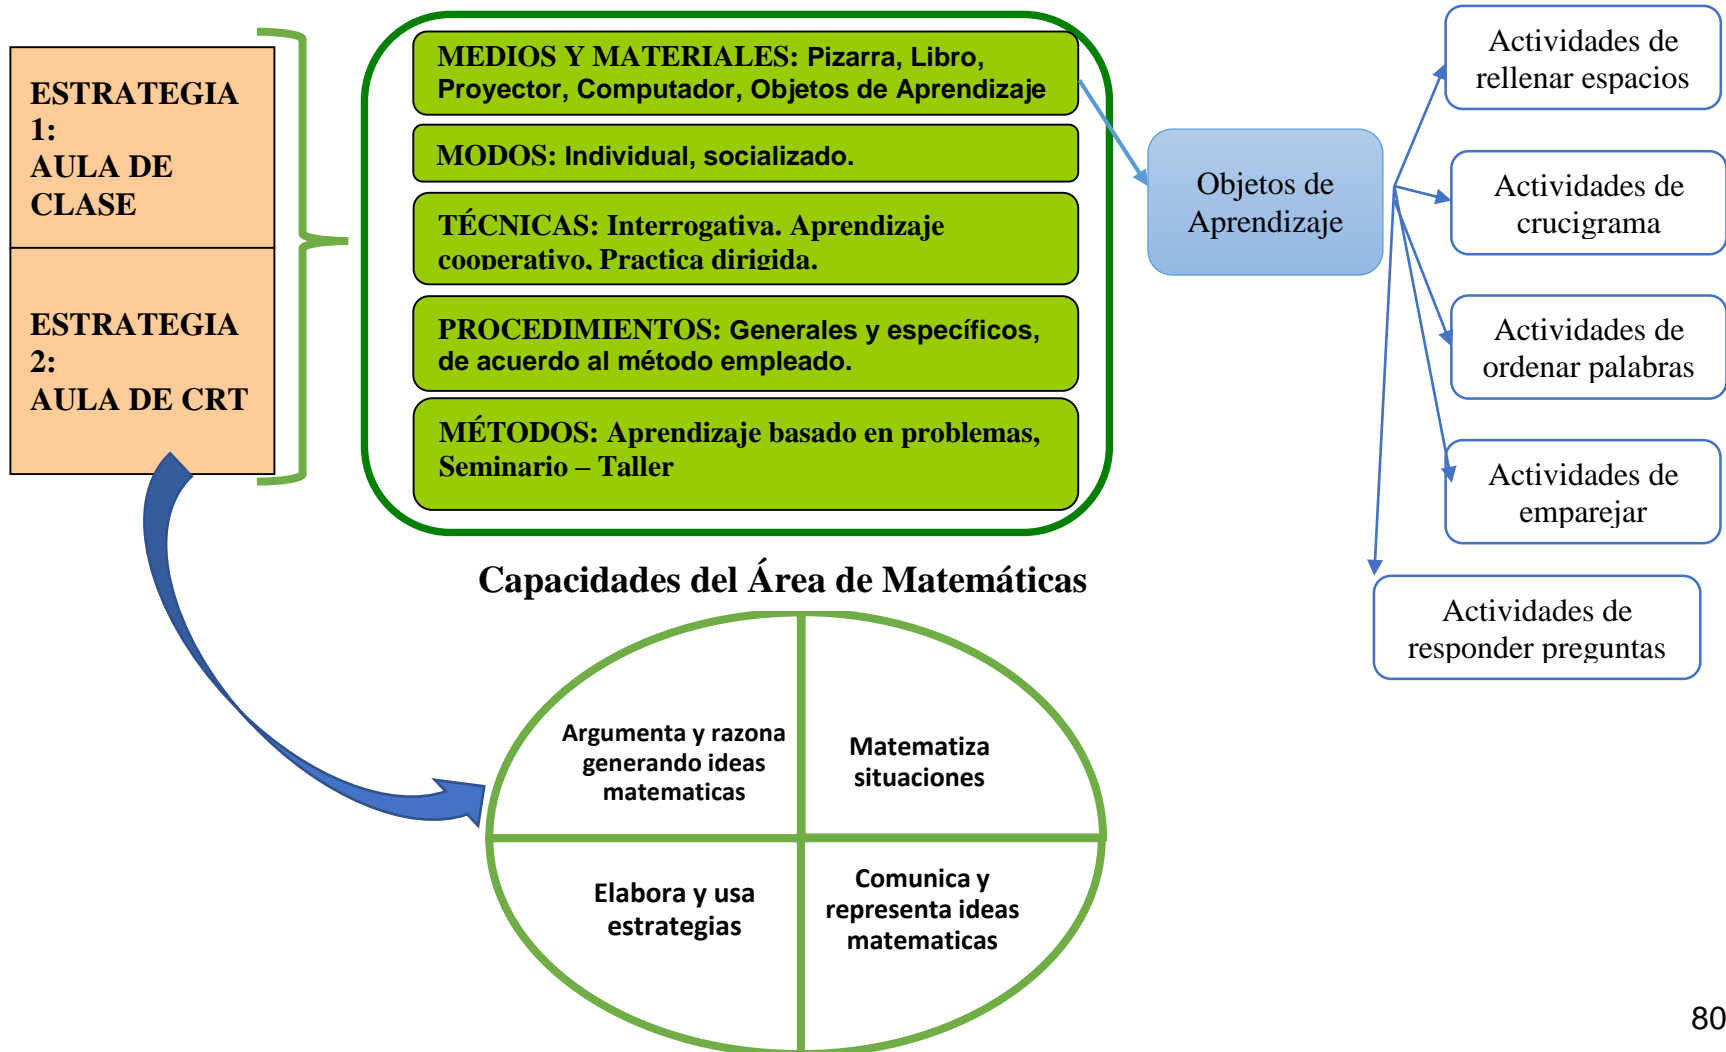 ESTRATEGIA
1:
AULA DE
CLASE
ESTRATEGIA
2:
AULA DE CRT
MEDIOS Y MATERIALES: Pizarra, Libro,
Proyector, Computador, Objetos de Aprendizaje
MODOS: Individual, socializado.
TÉCNICAS: Interrogativa. Aprendizaje
cooperativo, Practica dirigida.
PROCEDIMIENTOS: Generales y específicos,
de acuerdo al método empleado.
MÉTODOS: Aprendizaje basado en problemas,
Seminario – Taller
Objetos de
Aprendizaje
Actividades de
rellenar espacios
Actividades de
crucigrama
Actividades de
ordenar palabras
Actividades de
emparejar
Actividades de
responder preguntas
Capacidades del Área de Matemáticas
Argumenta y razona
generando ideas
matematicas
Matematiza
situaciones
Elabora y usa
estrategias
Comunica y
representa ideas
matematicas
80